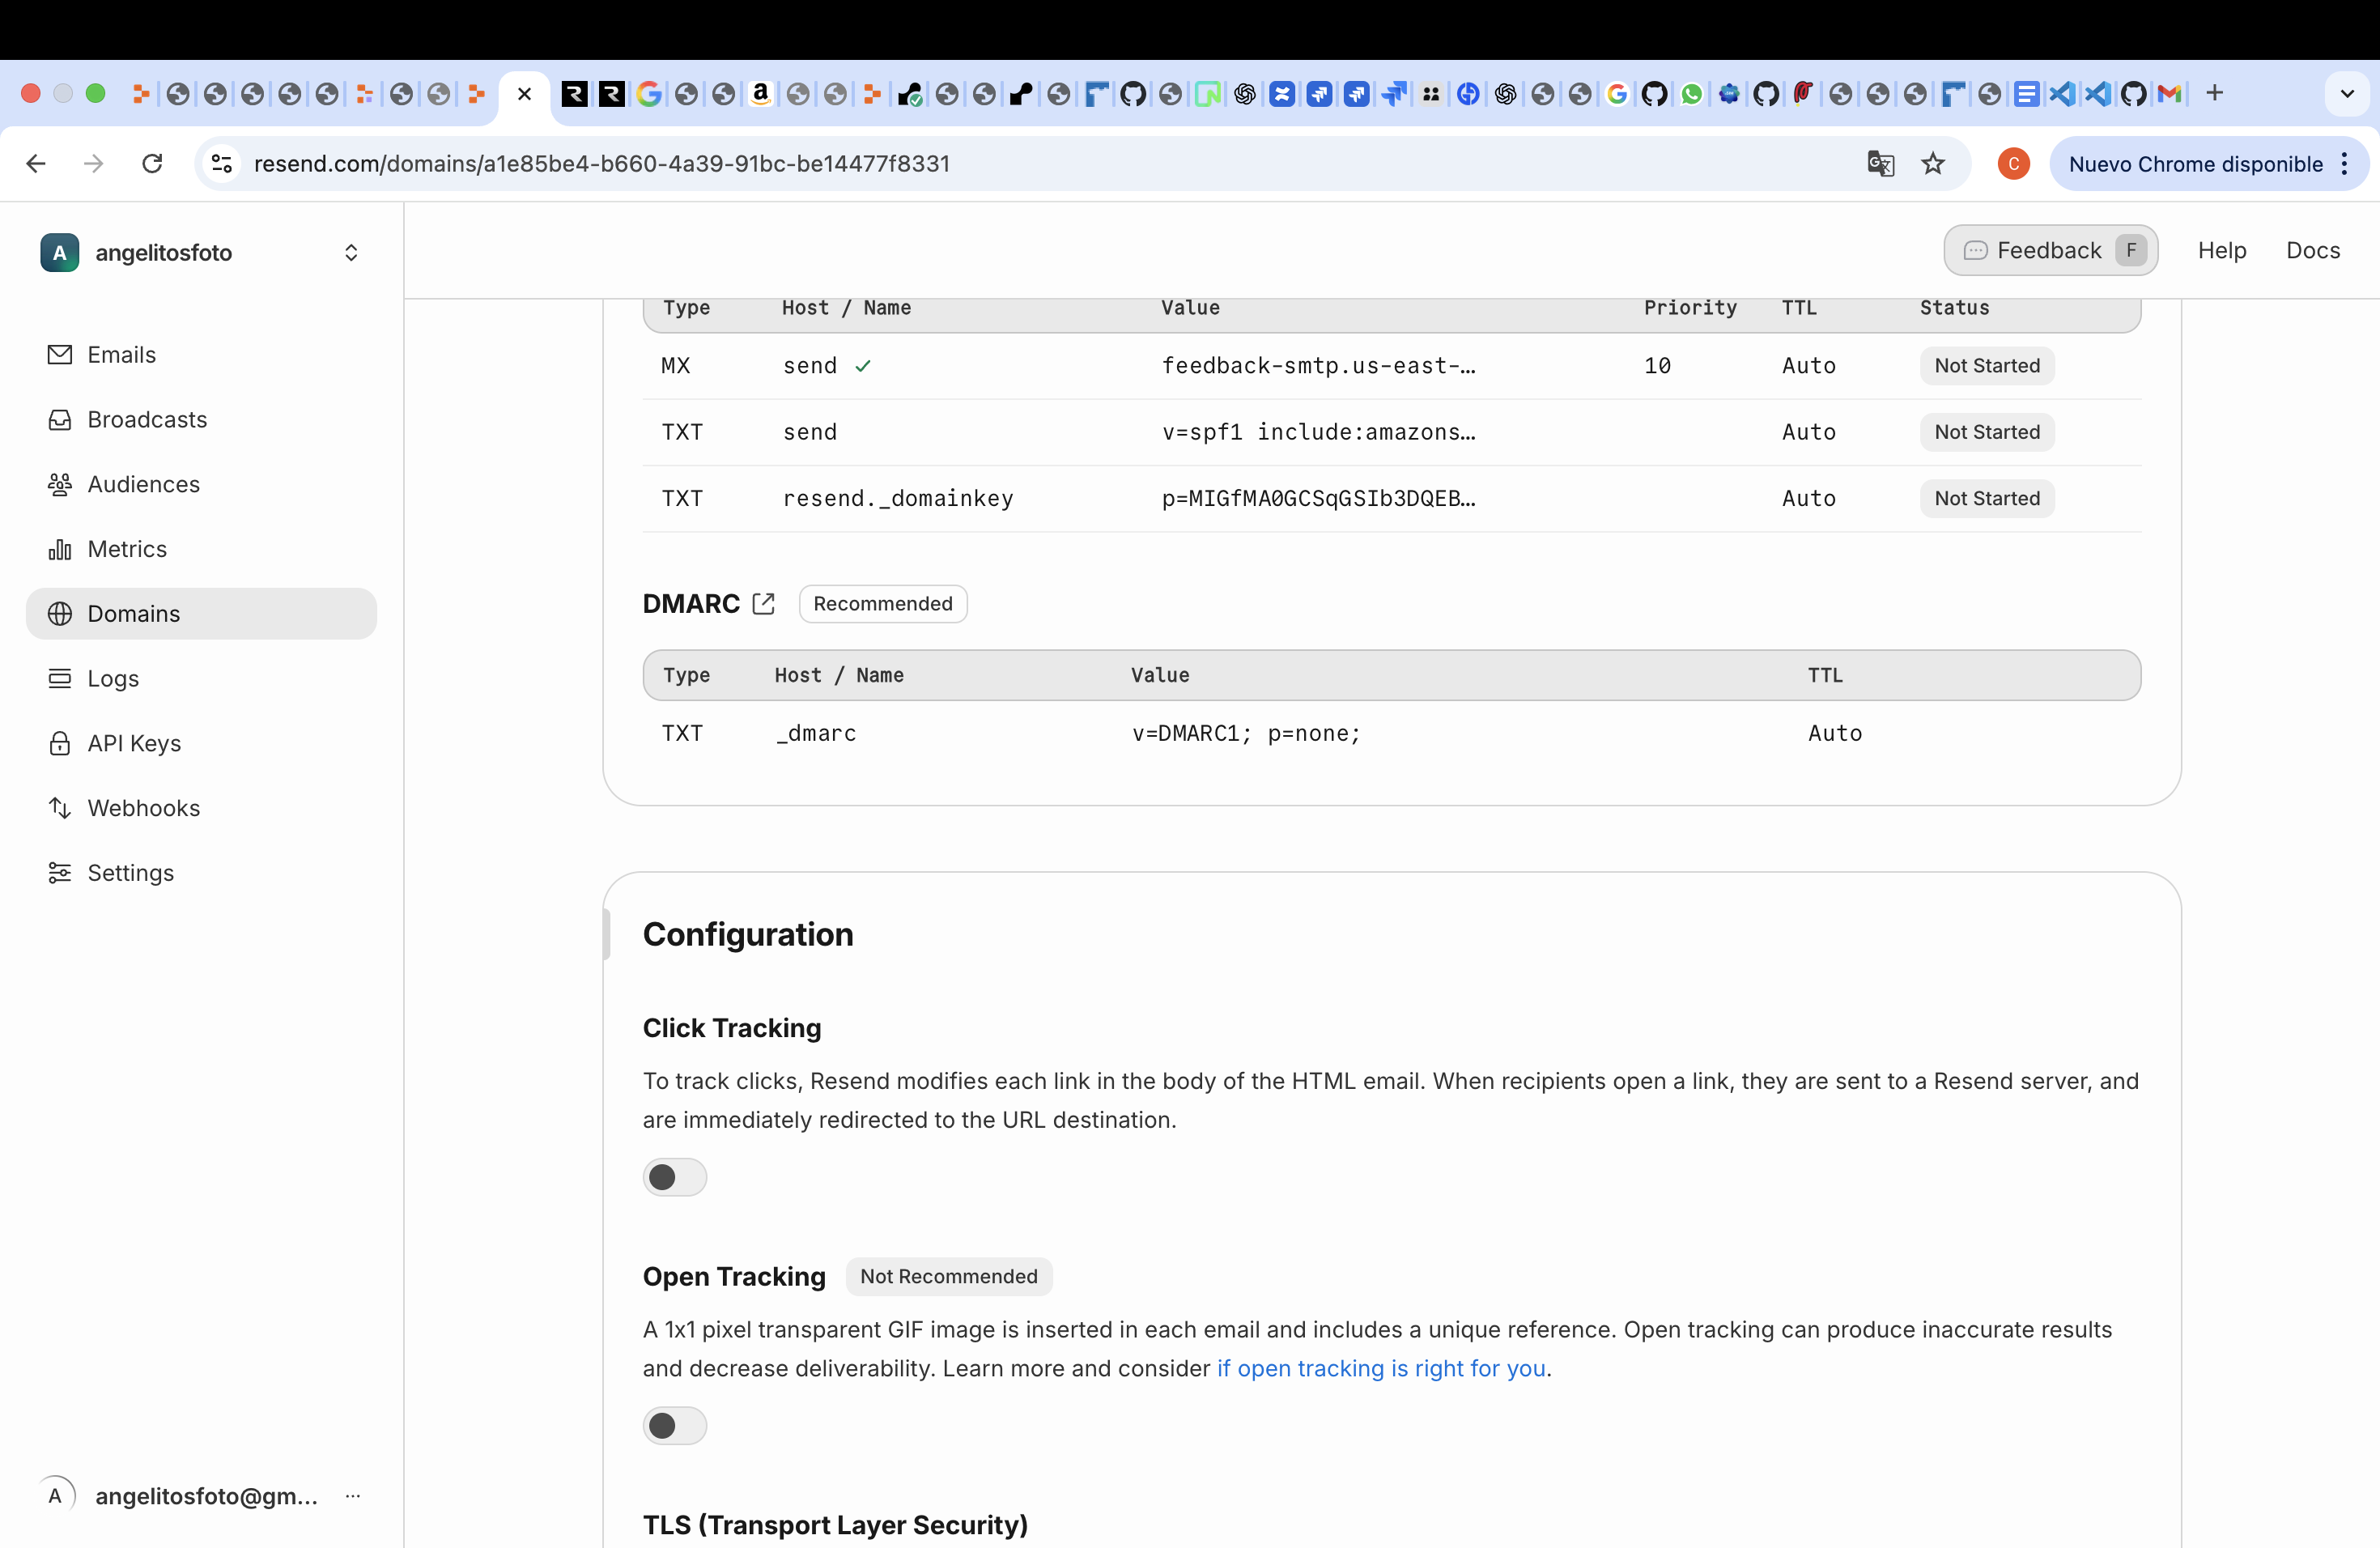 resend.com/domains/a1e85be4-b660-4a39-91bc-be14477f8331
C
Nuevo Chrome disponible
A angelitosfoto
Feedback F Help Docs
Emails
Broadcasts
Audiences
Metrics
Domains
Logs
API Keys
Webhooks
Settings
A angelitosfoto@gm...
Type Host / Name Value Priority TTL Status
MX send feedback-smtp.us-east-... 10 Auto Not Started
TXT send v=spf1 include:amazons... Auto Not Started
TXT resend._domainkey p=MIGfMA0GCSqGSIb3DQEB... Auto Not Started
DMARC Recommended
Type Host / Name Value TTL
TXT _dmarc v=DMARC1; p=none; Auto
Configuration
Click Tracking
To track clicks, Resend modifies each link in the body of the HTML email. When recipients open a link, they are sent to a Resend server, and
are immediately redirected to the URL destination.
Open Tracking Not Recommended
A 1x1 pixel transparent GIF image is inserted in each email and includes a unique reference. Open tracking can produce inaccurate results
and decrease deliverability. Learn more and consider if open tracking is right for you.
TLS (Transport Layer Security)